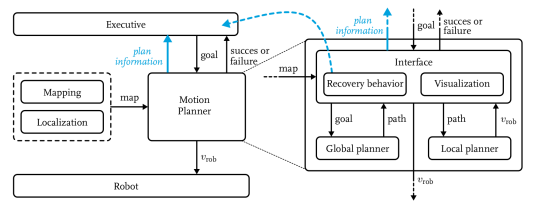 Executive
plan
information
goal
succes or
failure
Mapping
Localization
map
Motion
Planner
v_rob
Robot
plan
information
goal
succes or
failure
map
Interface
Recovery behavior
Visualization
goal
path
path
v_rob
Global planner
Local planner
v_rob